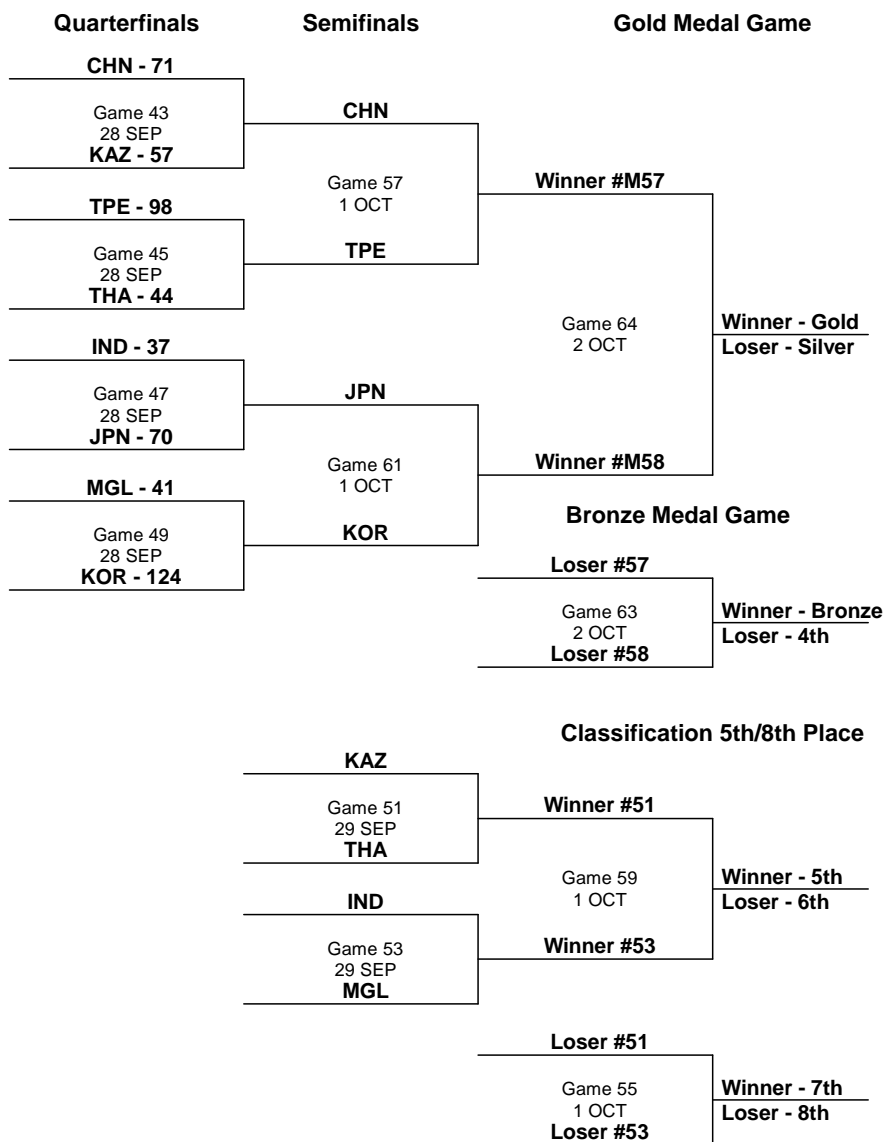 Quarterfinals Semifinals Gold Medal Game
CHN - 71
Game 43
28 SEP
KAZ - 57
TPE - 98
Game 45
28 SEP
THA - 44
IND - 37
Game 47
28 SEP
JPN - 70
MGL - 41
Game 49
28 SEP
KOR - 124
CHN
Game 57
1 OCT
TPE
JPN
Game 61
1 OCT
KOR
Winner #M57
Game 64
2 OCT
Winner #M58
Winner - Gold
Loser - Silver
Bronze Medal Game
Loser #57
Game 63
2 OCT
Loser #58
Winner - Bronze
Loser - 4th
Classification 5th/8th Place
KAZ
Game 51
29 SEP
THA
IND
Game 53
29 SEP
MGL
Winner #51
Game 59
1 OCT
Winner #53
Winner - 5th
Loser - 6th
Loser #51
Game 55
1 OCT
Loser #53
Winner - 7th
Loser - 8th